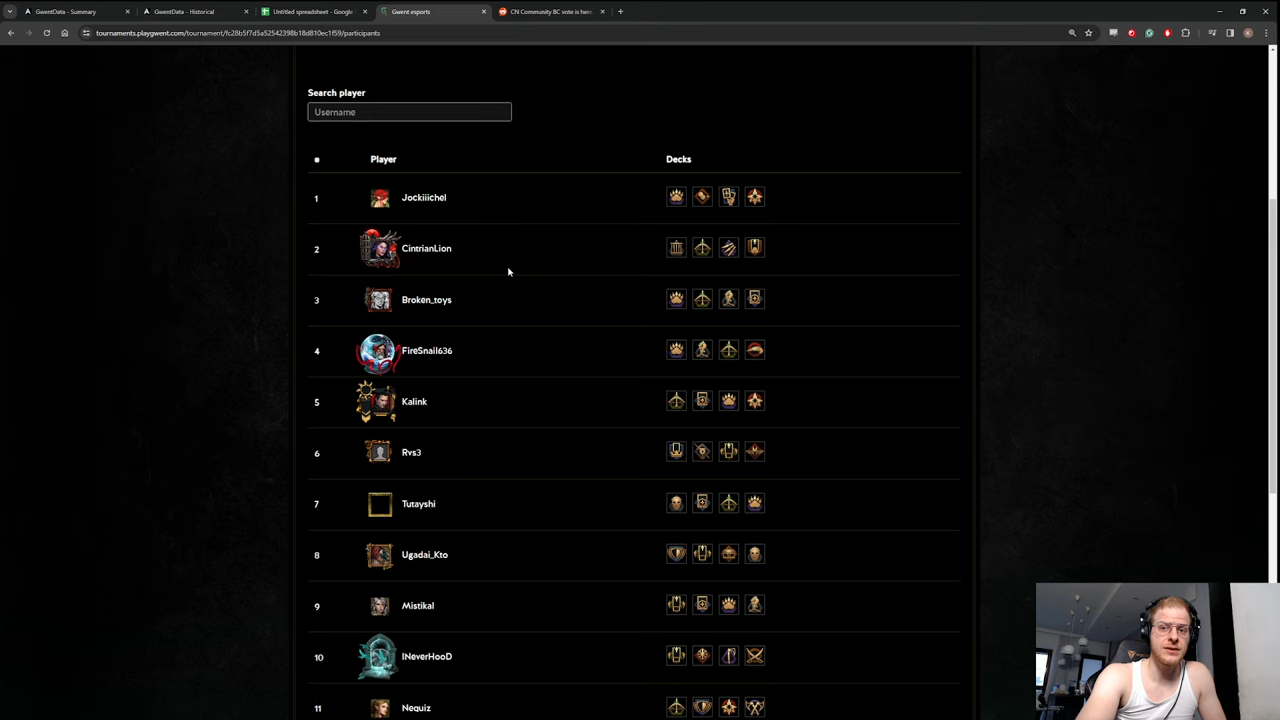 GwentData - Summary
GwentData - Historical
Untitled spreadsheet - Google
Gwent esports
CN Community BC vote is here.
tournaments.playgwent.com/tournament/fc28b5f7d5a52542398b18d810ec1f59/participants
K
Search player
Username
# Player Decks
1 Jockiiichel
2 CintrianLion
3 Broken_toys
4 FireSnail636
5 Kalink
6 Rvs3
7 Tutayshi
8 Ugadai_Kto
9 Mistikal
10 INeverHooD
11 Nequiz